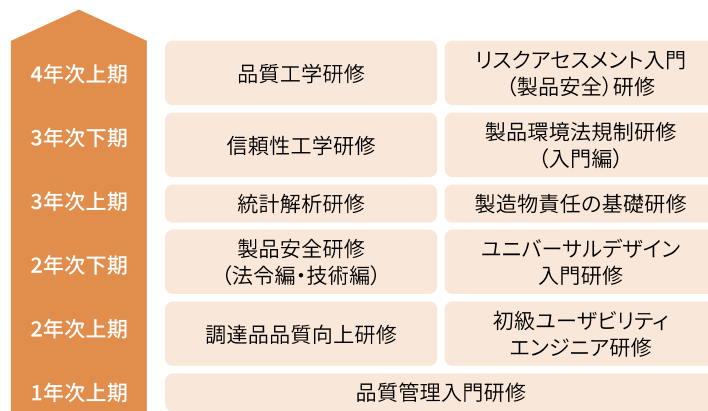 4年次上期
品質工学研修
リスクアセスメント入門
（製品安全）研修
3年次下期
信頼性工学研修
製品環境法規制研修
（入門編）
3年次上期
統計解析研修
製造物責任の基礎研修
2年次下期
製品安全研修
（法令編・技術編）
ユニバーサルデザイン
入門研修
2年次上期
調達品品質向上研修
初級ユーザビリティ
エンジニア研修
1年次上期
品質管理入門研修